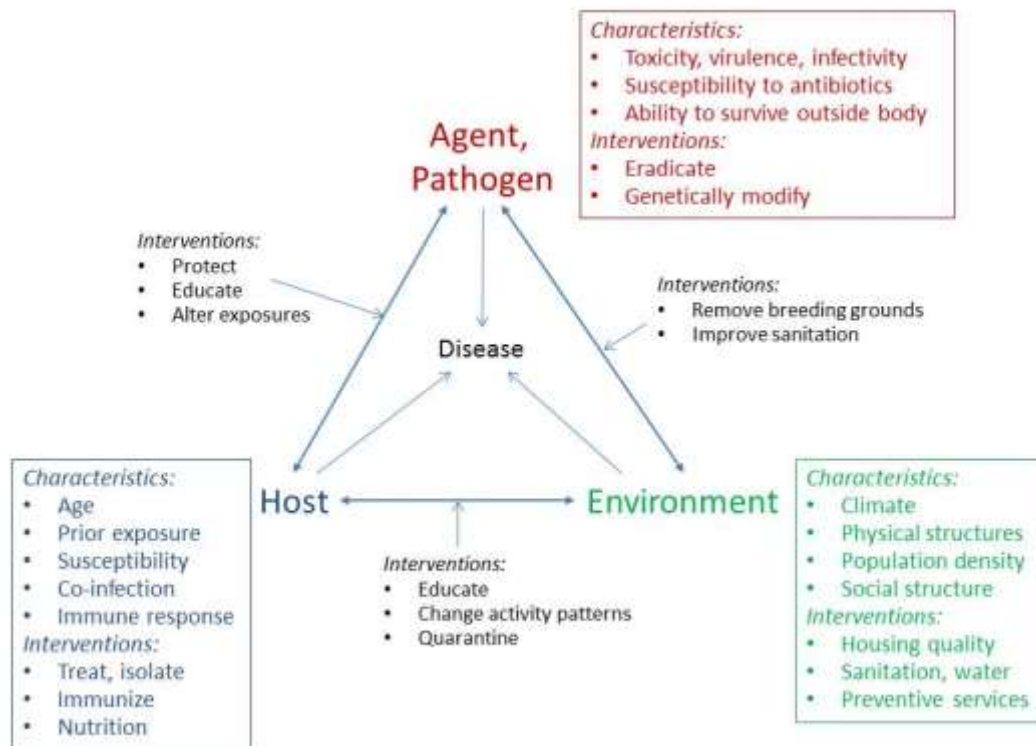 Characteristics:
• Toxicity, virulence, infectivity
• Susceptibility to antibiotics
• Ability to survive outside body
Interventions:
• Eradicate
• Genetically modify
Agent,
Pathogen
Interventions:
• Protect
• Educate
• Alter exposures
Interventions:
• Remove breeding grounds
• Improve sanitation
Disease
Characteristics:
• Age
• Prior exposure
• Susceptibility
• Co-infection
• Immune response
Interventions:
• Treat, isolate
• Immunize
• Nutrition
Host
Environment
Interventions:
• Educate
• Change activity patterns
• Quarantine
Characteristics:
• Climate
• Physical structures
• Population density
• Social structure
Interventions:
• Housing quality
• Sanitation, water
• Preventive services